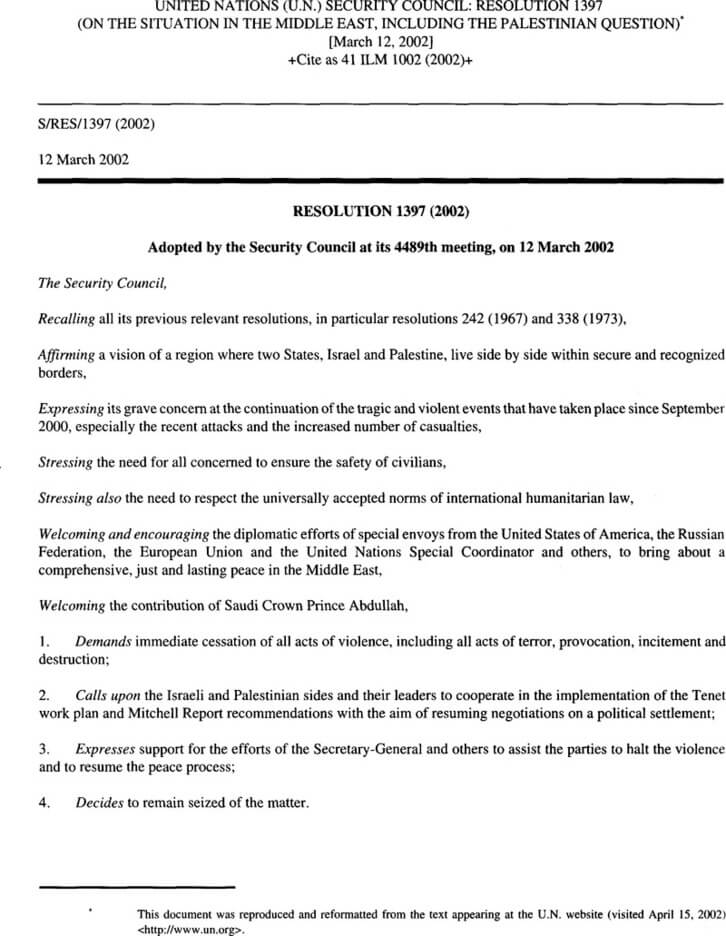 UNITED NATIONS (U.N.) SECURITY COUNCIL: RESOLUTION 1397
(ON THE SITUATION IN THE MIDDLE EAST, INCLUDING THE PALESTINIAN QUESTION)*
[March 12, 2002]
+Cite as 41 ILM 1002 (2002)+
S/RES/1397 (2002)
12 March 2002
RESOLUTION 1397 (2002)
Adopted by the Security Council at its 4489th meeting, on 12 March 2002
The Security Council,
Recalling all its previous relevant resolutions, in particular resolutions 242 (1967) and 338 (1973),
Affirming a vision of a region where two States, Israel and Palestine, live side by side within secure and recognized
borders,
Expressing its grave concern at the continuation of the tragic and violent events that have taken place since September
2000, especially the recent attacks and the increased number of casualties,
Stressing the need for all concerned to ensure the safety of civilians,
Stressing also the need to respect the universally accepted norms of international humanitarian law,
Welcoming and encouraging the diplomatic efforts of special envoys from the United States of America, the Russian
Federation, the European Union and the United Nations Special Coordinator and others, to bring about a
comprehensive, just and lasting peace in the Middle East,
Welcoming the contribution of Saudi Crown Prince Abdullah,
1. Demands immediate cessation of all acts of violence, including all acts of terror, provocation, incitement and
destruction;
2. Calls upon the Israeli and Palestinian sides and their leaders to cooperate in the implementation of the Tenet
work plan and Mitchell Report recommendations with the aim of resuming negotiations on a political settlement;
3. Expresses support for the efforts of the Secretary-General and others to assist the parties to halt the violence
and to resume the peace process;
4. Decides to remain seized of the matter.
* This document was reproduced and reformatted from the text appearing at the U.N. website (visited April 15, 2002)
<http://www.un.org>.